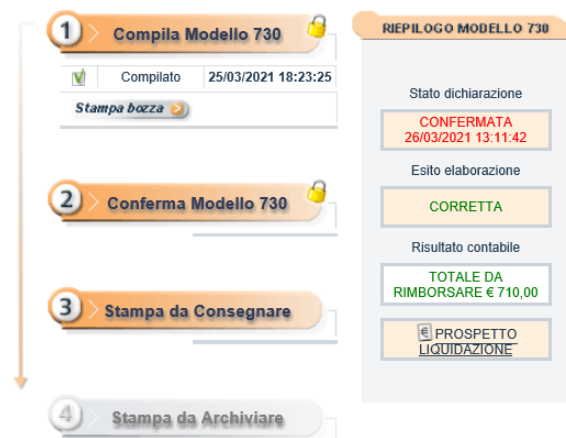 1 Compila Modello 730
Compilato 25/03/2021 18:23:25
Stampa bozza
2 Conferma Modello 730
3 Stampa da Consegnare
4 Stampa da Archiviare
RIEPILOGO MODELLO 730
Stato dichiarazione
CONFERMATA
26/03/2021 13:11:42
Esito elaborazione
CORRETTA
Risultato contabile
TOTALE DA
RIMBORSARE € 710,00
€ PROSPETTO
LIQUIDAZIONE